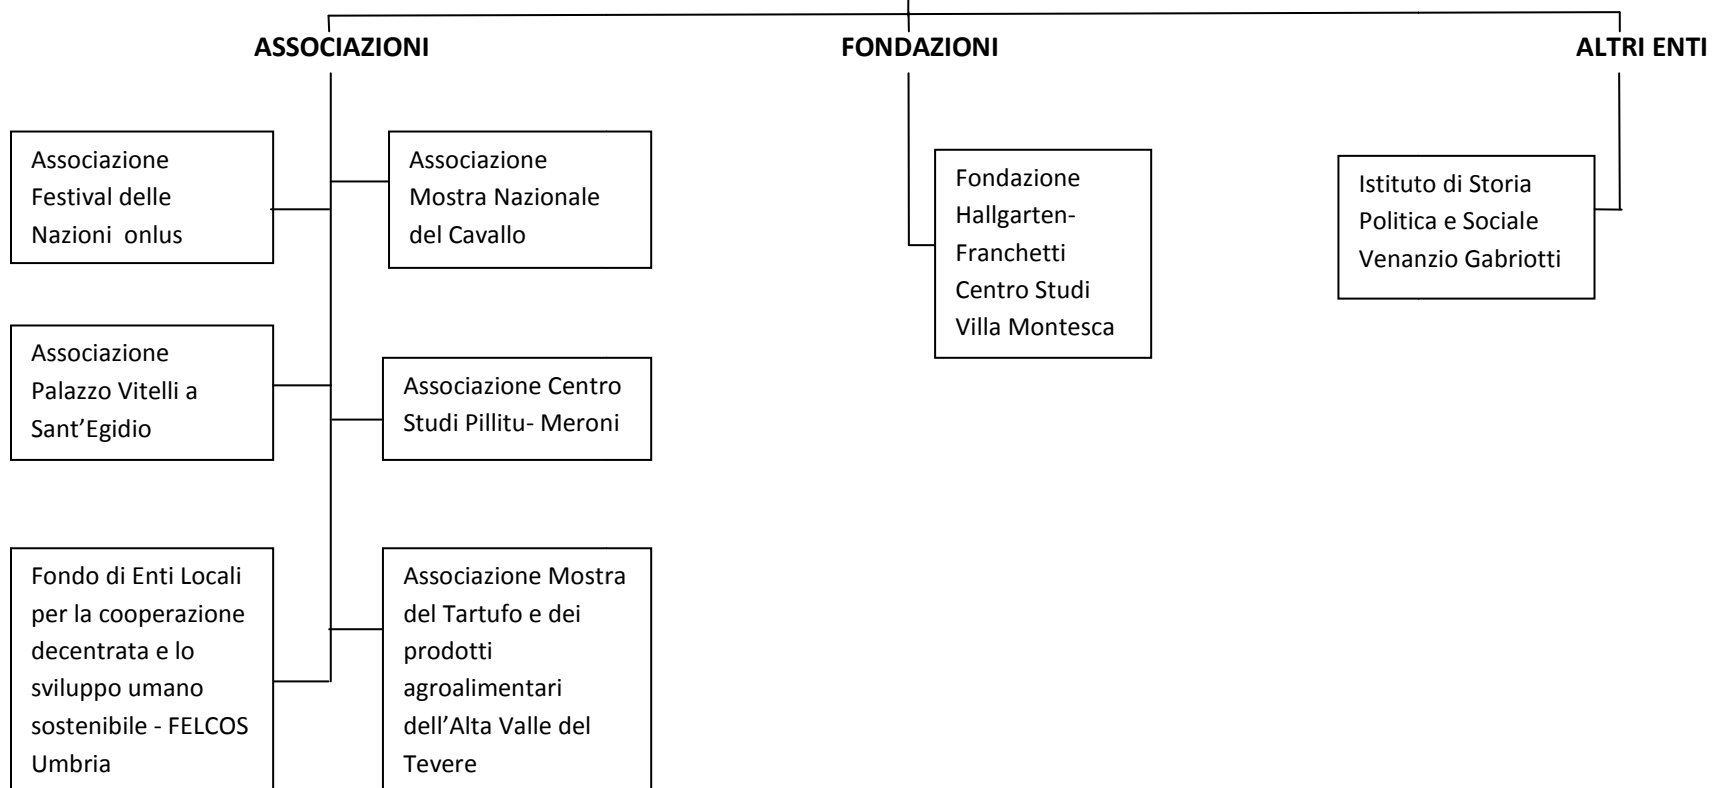 ASSOCIAZIONI
FONDAZIONI
ALTRI ENTI
Associazione
Festival delle
Nazioni onlus
Associazione
Mostra Nazionale
del Cavallo
Associazione
Palazzo Vitelli a
Sant’Egidio
Associazione Centro
Studi Pillitu- Meroni
Fondo di Enti Locali
per la cooperazione
decentrata e lo
sviluppo umano
sostenibile - FELCOS
Umbria
Associazione Mostra
del Tartufo e dei
prodotti
agroalimentari
dell’Alta Valle del
Tevere
Fondazione
Hallgarten-
Franchetti
Centro Studi
Villa Montesca
Istituto di Storia
Politica e Sociale
Venanzio Gabriotti